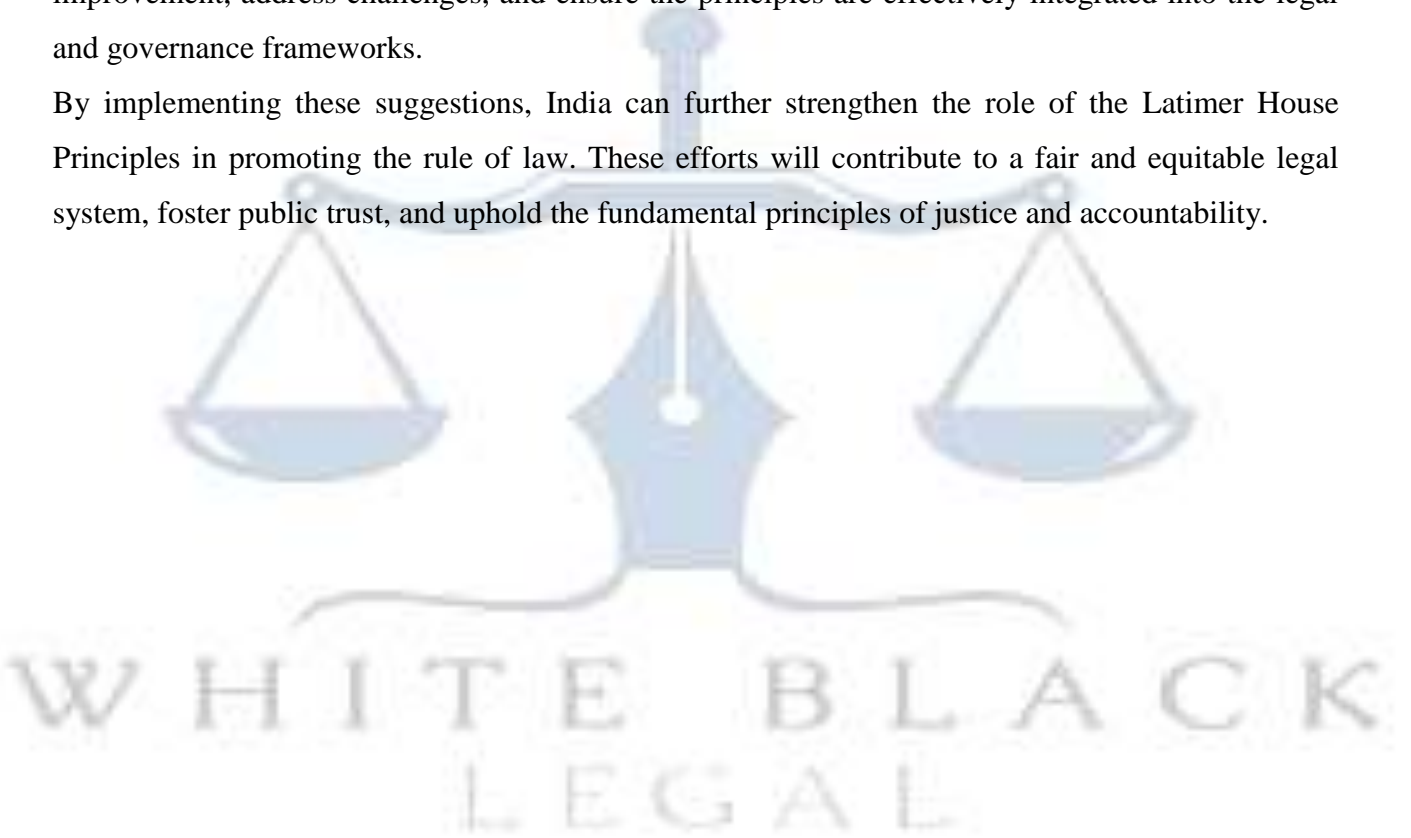 improvement, address challenges, and ensure the principles are effectively integrated into the legal
and governance frameworks.
By implementing these suggestions, India can further strengthen the role of the Latimer House
Principles in promoting the rule of law. These efforts will contribute to a fair and equitable legal
system, foster public trust, and uphold the fundamental principles of justice and accountability.
WHITE BLACK
LEGAL